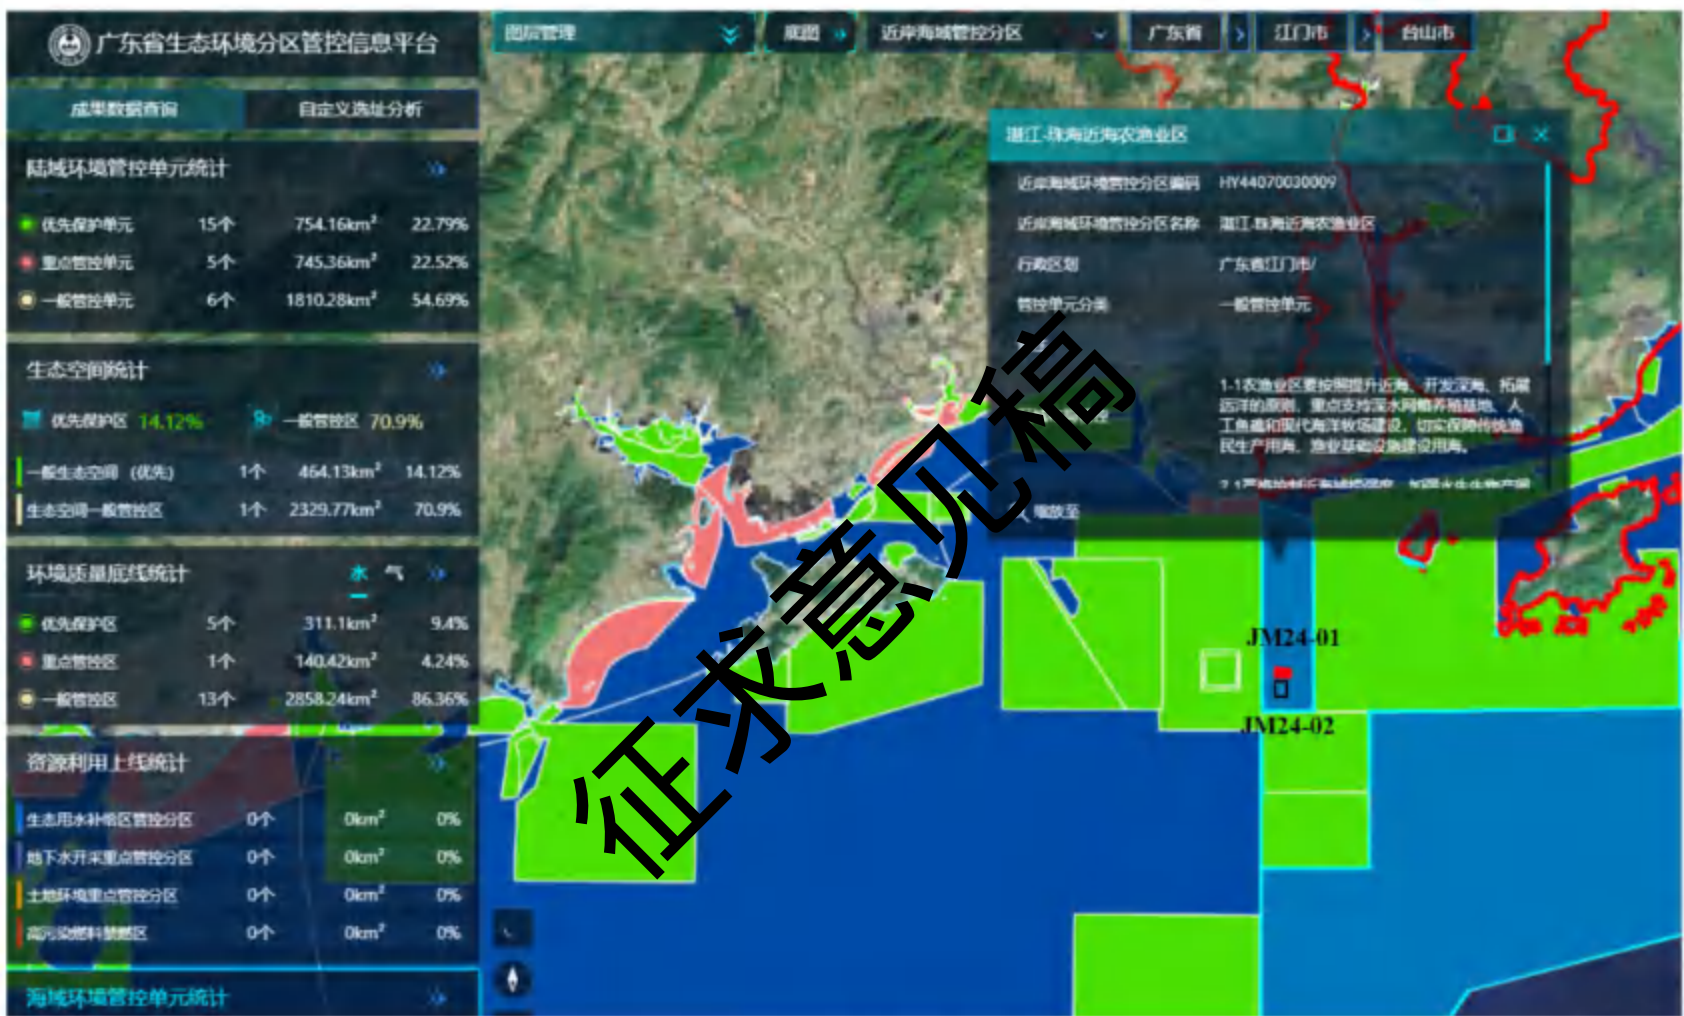 广东省生态环境分区管控信息平台
图层管理
底图
近岸海域管控分区
广东省
江门市
台山市
成果数据查询
自定义选址分析
陆域环境管控单元统计
优先保护单元 15个 754.16km² 22.79%
重点管控单元 5个 745.36km² 22.52%
一般管控单元 6个 1810.28km² 54.69%
生态空间统计
优先保护区 14.12% 一般管控区 70.9%
一般生态空间（优先） 1个 464.13km² 14.12%
生态空间一般管控区 1个 2329.77km² 70.9%
环境质量底线统计 水 气
优先保护区 5个 311.1km² 9.4%
重点管控区 1个 140.42km² 4.24%
一般管控区 13个 2858.24km² 86.36%
资源利用上线统计
生态用水补给区管控分区 0个 0km² 0%
地下水开采重点管控分区 0个 0km² 0%
土地环境重点管控分区 0个 0km² 0%
高污染燃料禁燃区 0个 0km² 0%
海域环境管控单元统计
湛江-珠海近海农渔业区
近岸海域环境管控分区编码 HY44070030009
近岸海域环境管控分区名称 湛江-珠海近海农渔业区
行政区划 广东省江门市/
管控单元分类 一般管控单元
1-1农渔业区要按照提升近海、开发深海、拓展
远洋的原则，重点支持深水网箱养殖基地、人
工鱼礁和现代海洋牧场建设，切实保障传统渔
民生产用海、渔业基础设施建设用海。
缩放至
JM24-01
JM24-02
征求意见稿